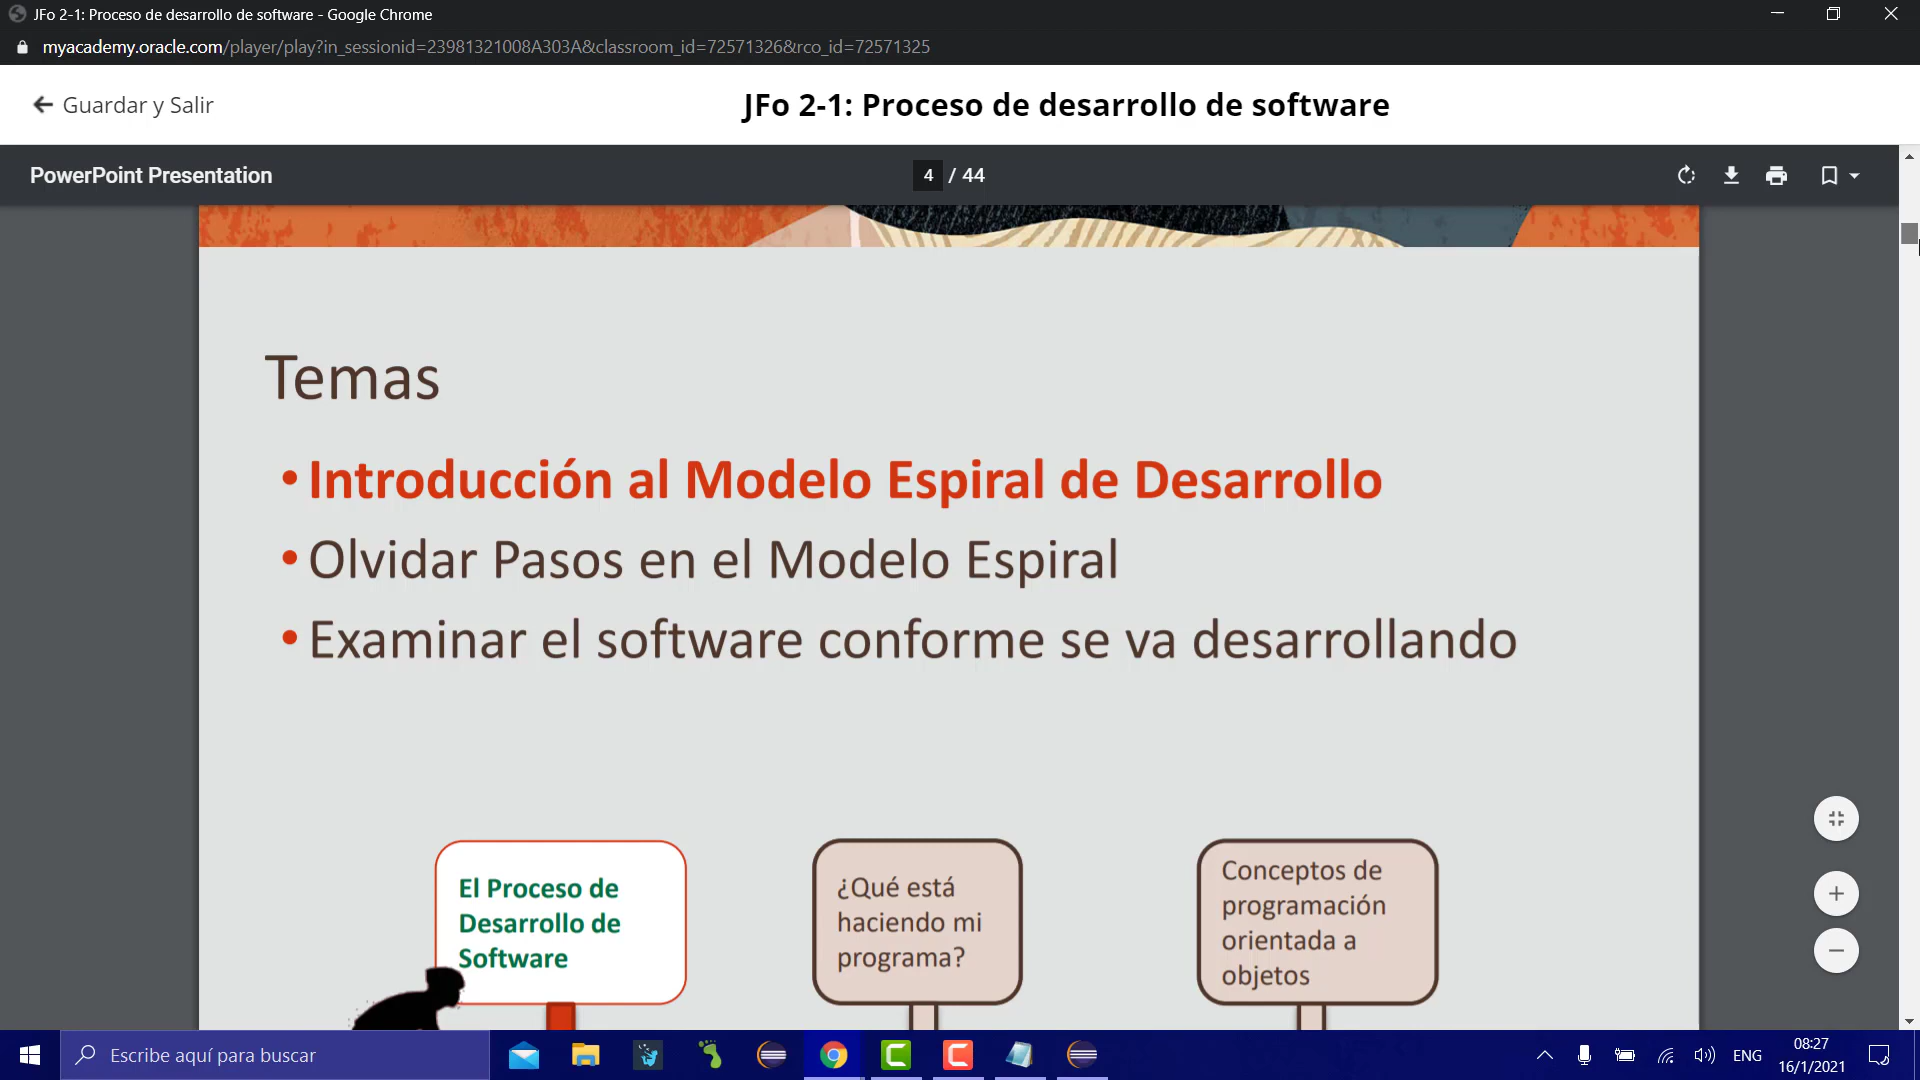 JFo 2-1: Proceso de desarrollo de software - Google Chrome
myacademy.oracle.com/player/play?in_sessionid=23981321008A303A&classroom_id=72571326&rco_id=72571325
Guardar y Salir
JFo 2-1: Proceso de desarrollo de software
PowerPoint Presentation
4 / 44
Temas
• Introducción al Modelo Espiral de Desarrollo
• Olvidar Pasos en el Modelo Espiral
• Examinar el software conforme se va desarrollando
El Proceso de
Desarrollo de
Software
¿Qué está
haciendo mi
programa?
Conceptos de
programación
orientada a
objetos
Escribe aquí para buscar
ENG
08:27
16/1/2021